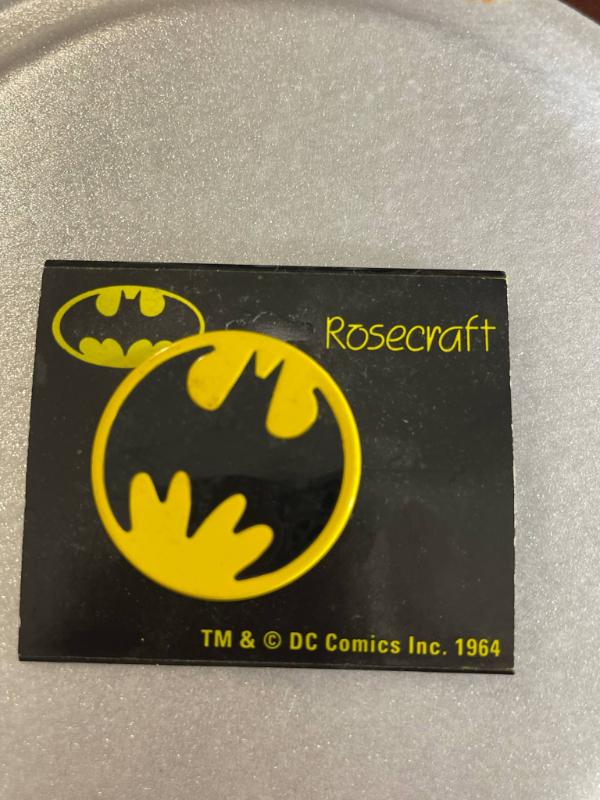 Rosecraft
TM & © DC Comics Inc. 1964